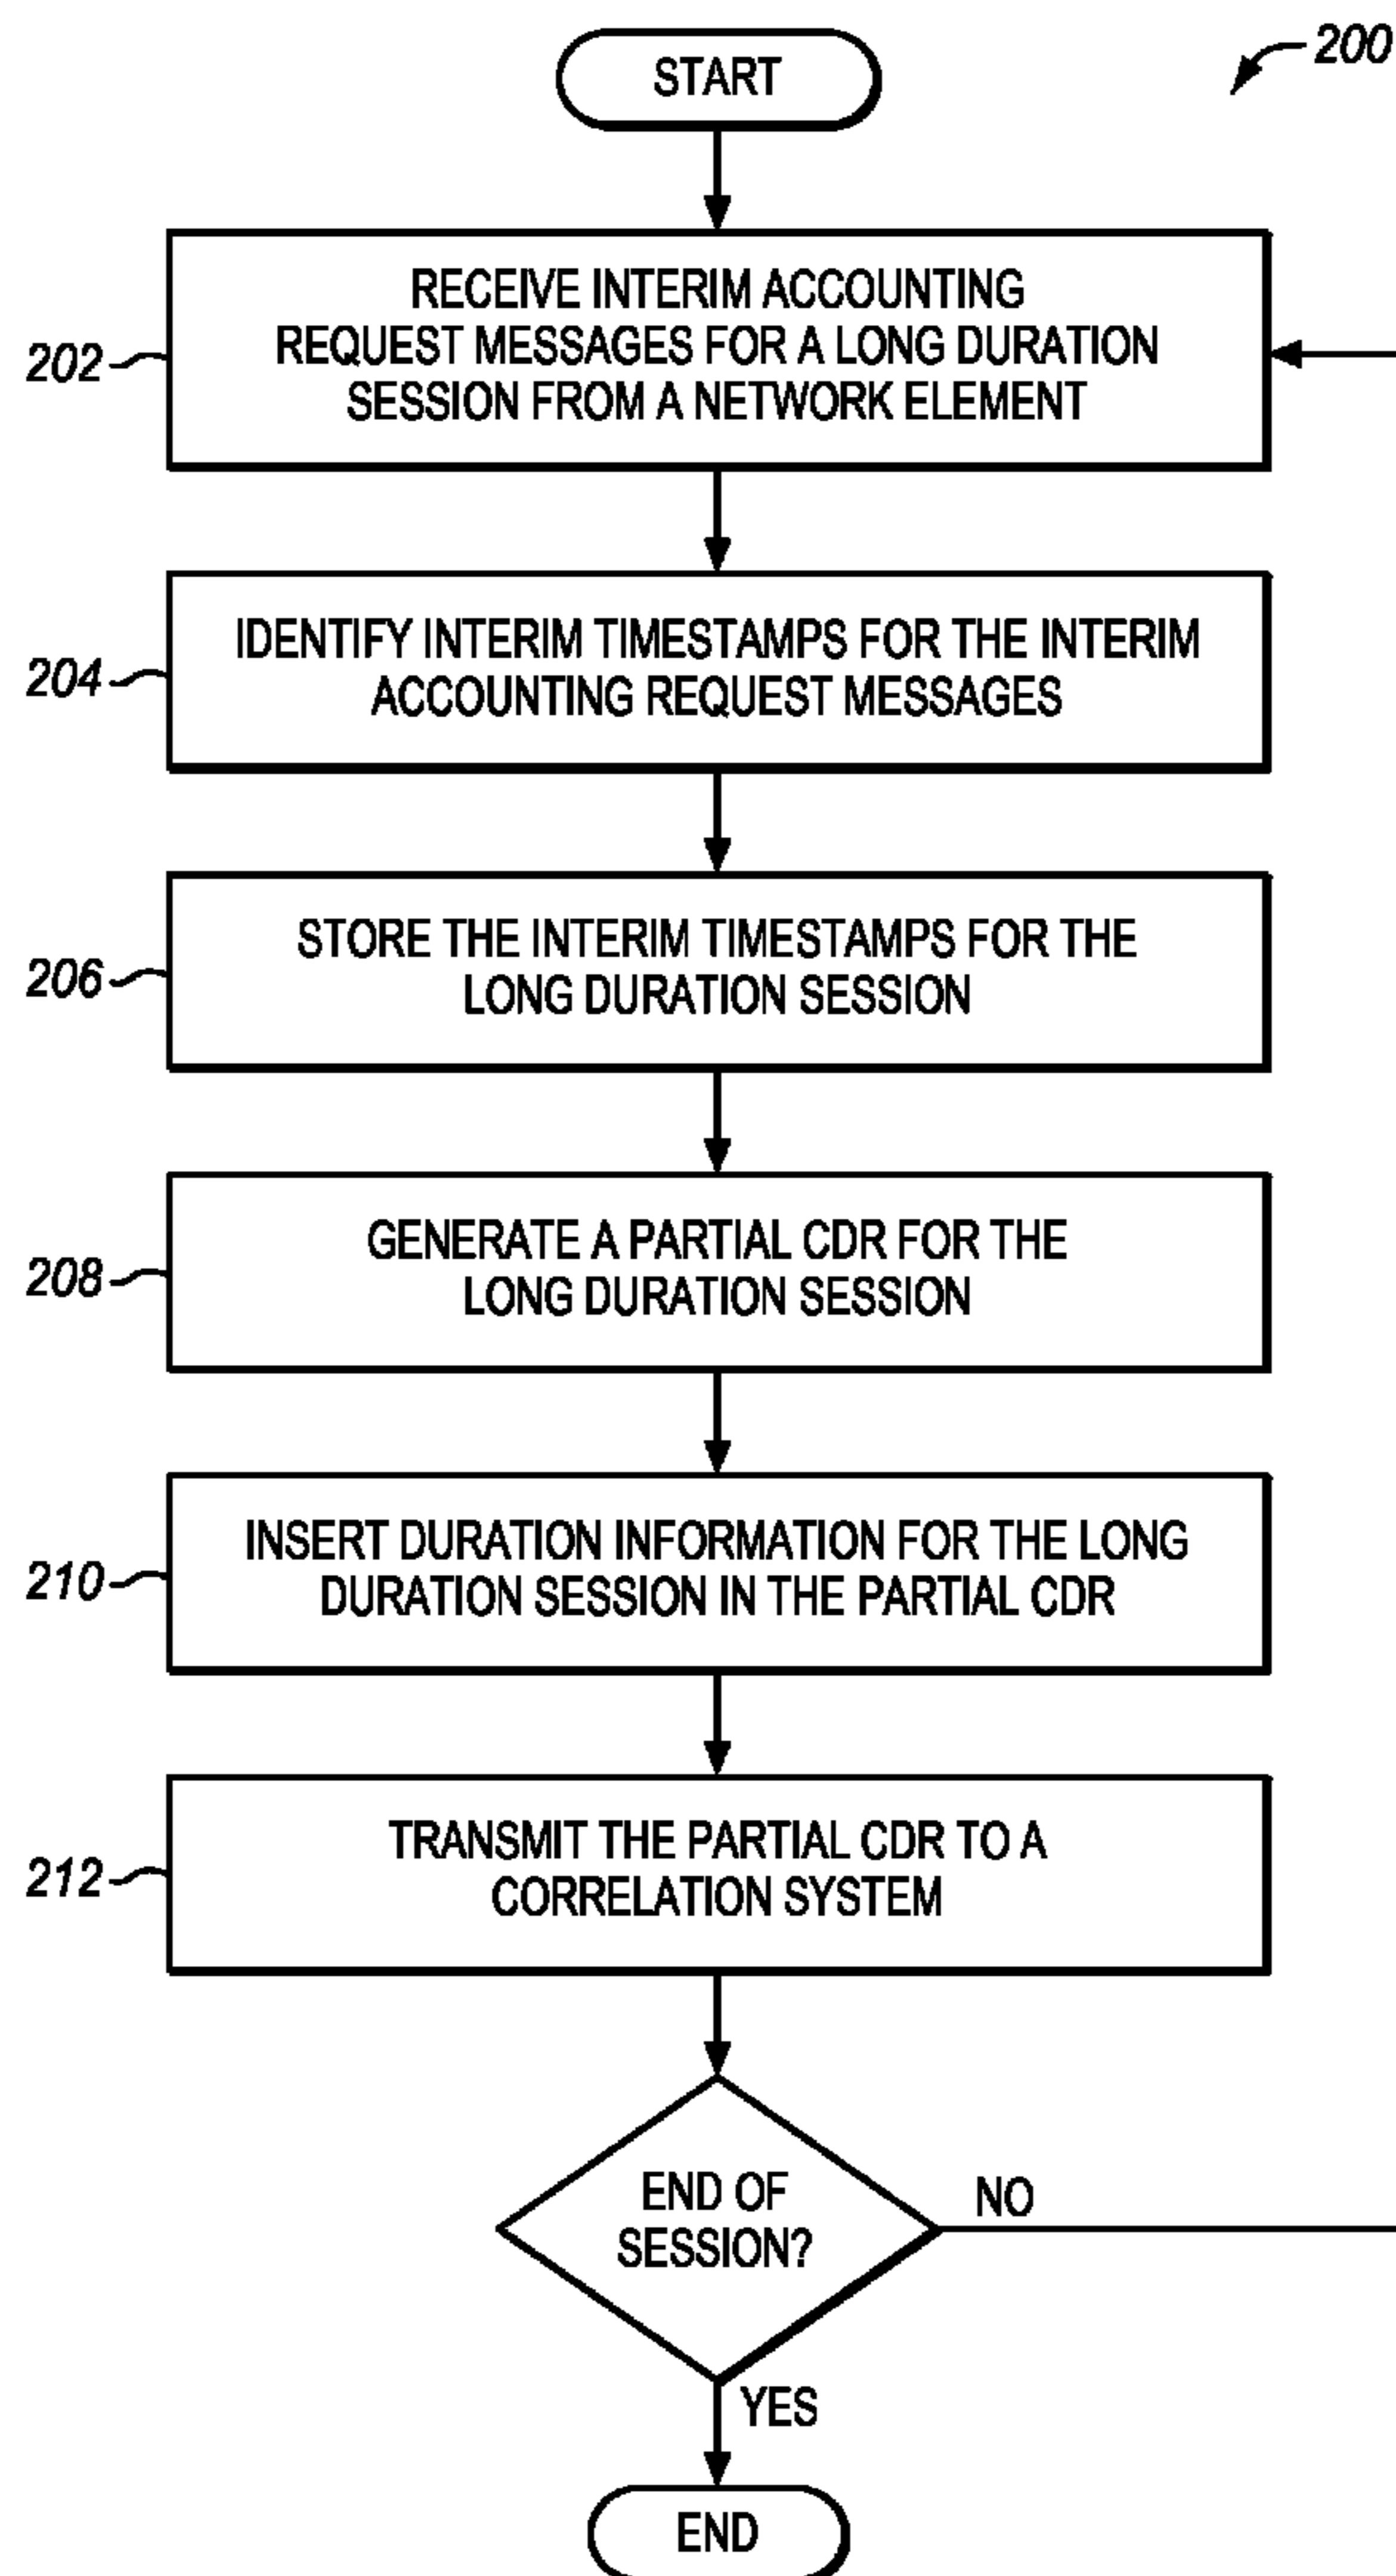 START
200
RECEIVE INTERIM ACCOUNTING
REQUEST MESSAGES FOR A LONG DURATION
SESSION FROM A NETWORK ELEMENT
202
IDENTIFY INTERIM TIMESTAMPS FOR THE INTERIM
ACCOUNTING REQUEST MESSAGES
204
STORE THE INTERIM TIMESTAMPS FOR THE
LONG DURATION SESSION
206
GENERATE A PARTIAL CDR FOR THE
LONG DURATION SESSION
208
INSERT DURATION INFORMATION FOR THE LONG
DURATION SESSION IN THE PARTIAL CDR
210
TRANSMIT THE PARTIAL CDR TO A
CORRELATION SYSTEM
212
END OF
SESSION?
NO
YES
END